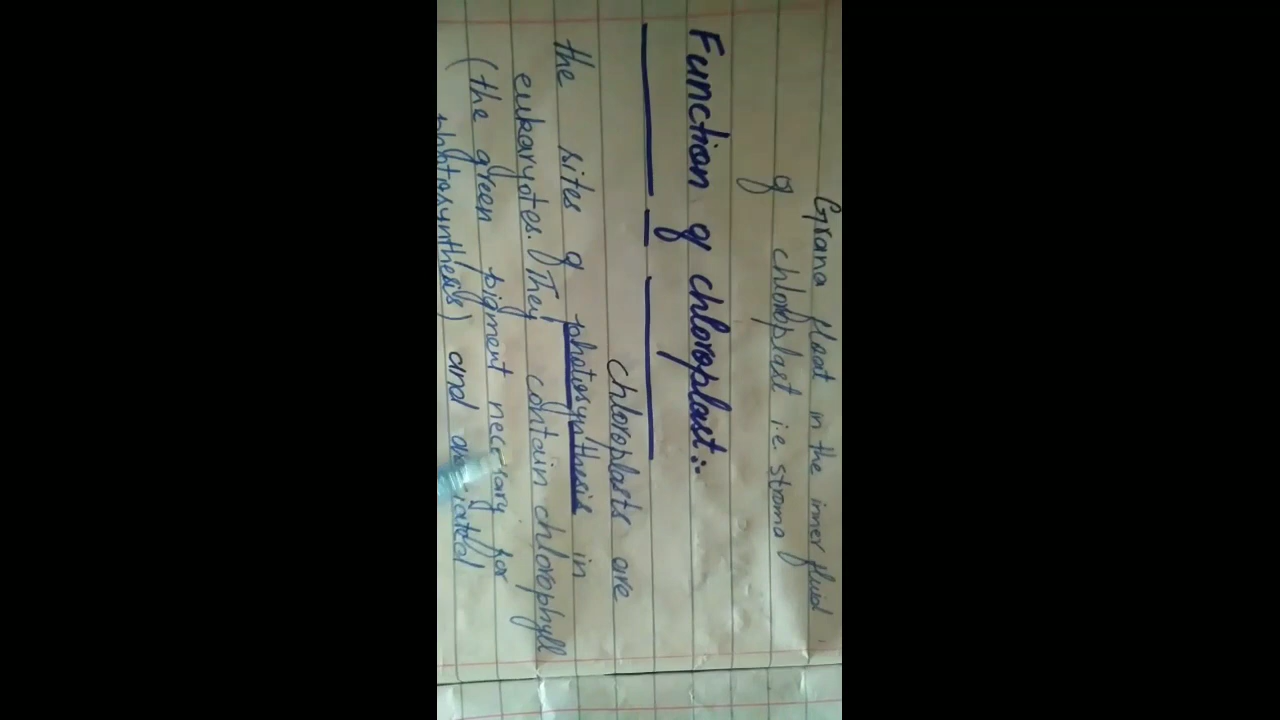 Grana float in the inner fluid
of chloroplast i.e. stroma
Function of chloroplast:-
chloroplasts are
the sites of photosynthesis in
eukaryotes. They contain chlorophyll
(the green pigment necessary for
photosynthesis) and